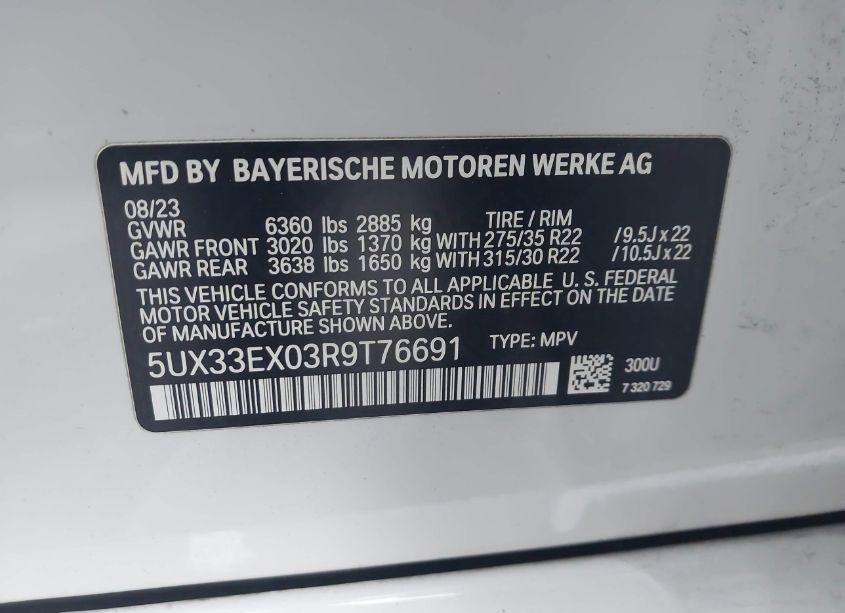 MFD BY BAYERISCHE MOTOREN WERKE AG
08/23
GVWR 6360 lbs 2885 kg TIRE / RIM
GAWR FRONT 3020 lbs 1370 kg WITH 275/35 R22 /9.5J x 22
GAWR REAR 3638 lbs 1650 kg WITH 315/30 R22 /10.5J x 22
THIS VEHICLE CONFORMS TO ALL APPLICABLE U. S. FEDERAL
MOTOR VEHICLE SAFETY STANDARDS IN EFFECT ON THE DATE
OF MANUFACTURE SHOWN ABOVE.
5UX33EX03R9T76691 TYPE: MPV
300U
7 320 729